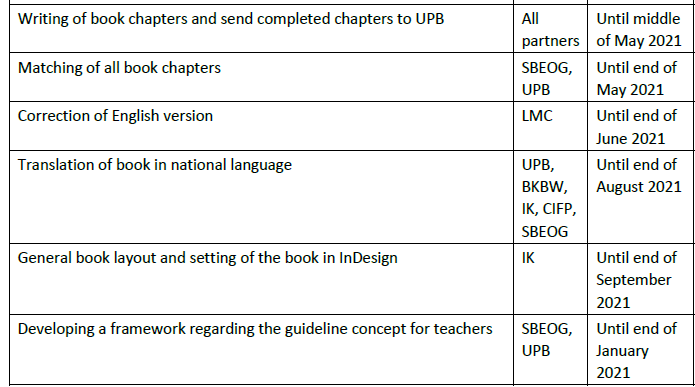 Writing of book chapters and send completed chapters to UPB
All
partners
Until middle
of May 2021
Matching of all book chapters
SBEOG,
UPB
Until end of
May 2021
Correction of English version
LMC
Until end of
June 2021
Translation of book in national language
UPB,
BKBW,
IK, CIFP,
SBEOG
Until end of
August 2021
General book layout and setting of the book in InDesign
IK
Until end of
September
2021
Developing a framework regarding the guideline concept for teachers
SBEOG,
UPB
Until end of
January
2021